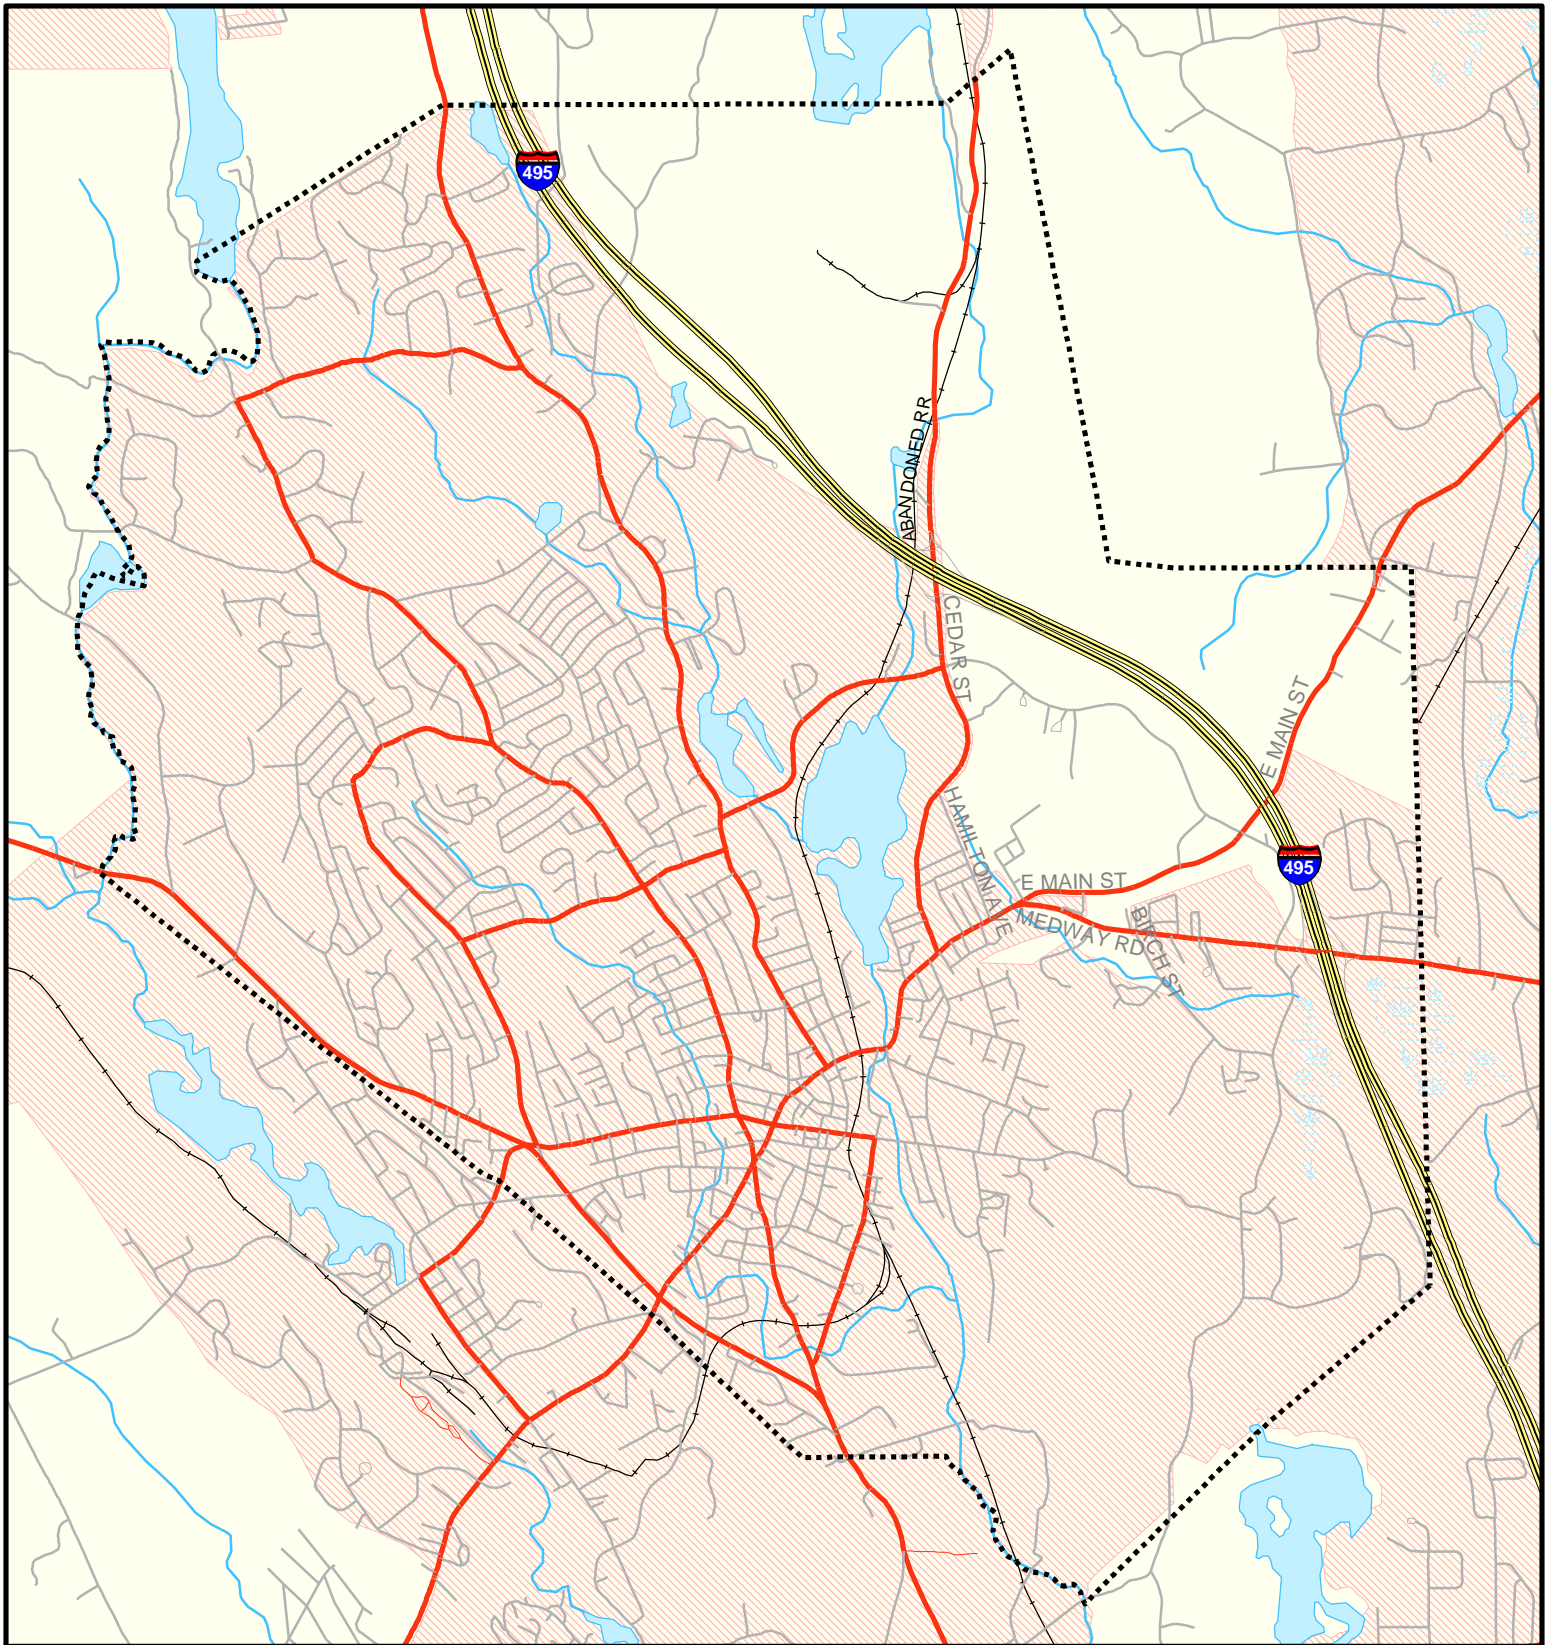 495
ABANDONED RR
CEDAR ST
E MAIN ST
HAMILTON AVE
495
E MAIN ST
MEDWAY RD
BIRCH ST